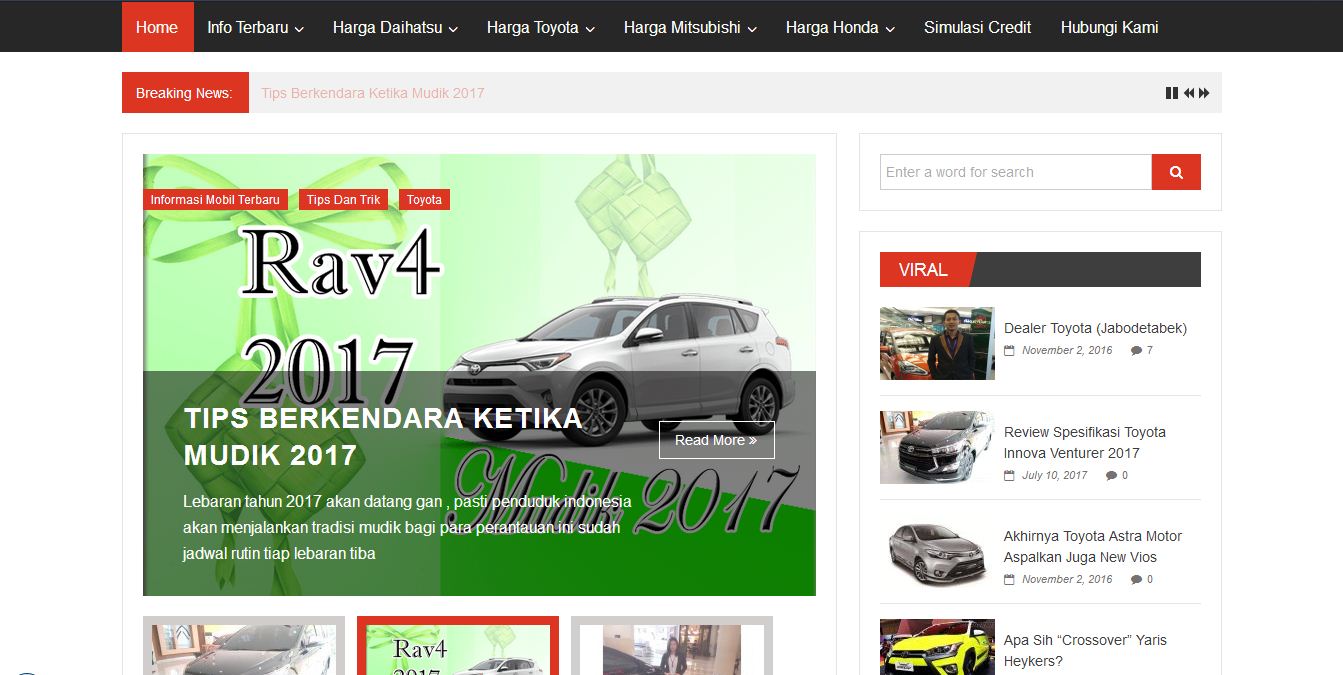 Home Info Terbaru Harga Daihatsu Harga Toyota Harga Mitsubishi Harga Honda Simulasi Credit Hubungi Kami
Breaking News: Tips Berkendara Ketika Mudik 2017
Informasi Mobil Terbaru Tips Dan Trik Toyota
Rav4
2017
TIPS BERKENDARA KETIKA
MUDIK 2017
Read More »
Mudik 2017
Lebaran tahun 2017 akan datang gan , pasti penduduk indonesia
akan menjalankan tradisi mudik bagi para perantauan ini sudah
jadwal rutin tiap lebaran tiba
Rav4
2017
Enter a word for search
VIRAL
Dealer Toyota (Jabodetabek)
November 2, 2016 7
Review Spesifikasi Toyota
Innova Venturer 2017
July 10, 2017 0
Akhirnya Toyota Astra Motor
Aspalkan Juga New Vios
November 2, 2016 0
Apa Sih “Crossover” Yaris
Heykers?